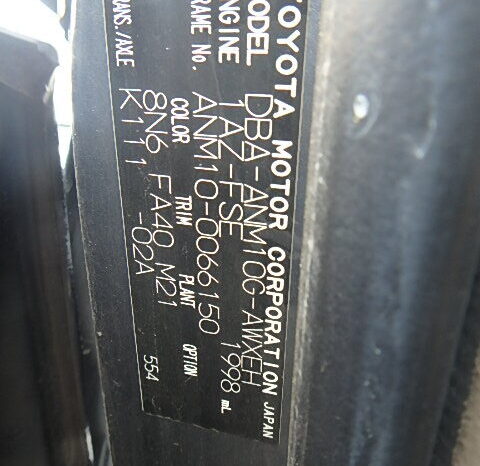 TOYOTA MOTOR CORPORATION JAPAN
MODEL DBA-ANM10G-AWXEH
ENGINE 1AZ-FSE 1998 mL
FRAME No. ANM10-0066150
COLOR TRIM PLANT OPTION
8N6 FA40 M21
TRANS./AXLE K111 -02A 554